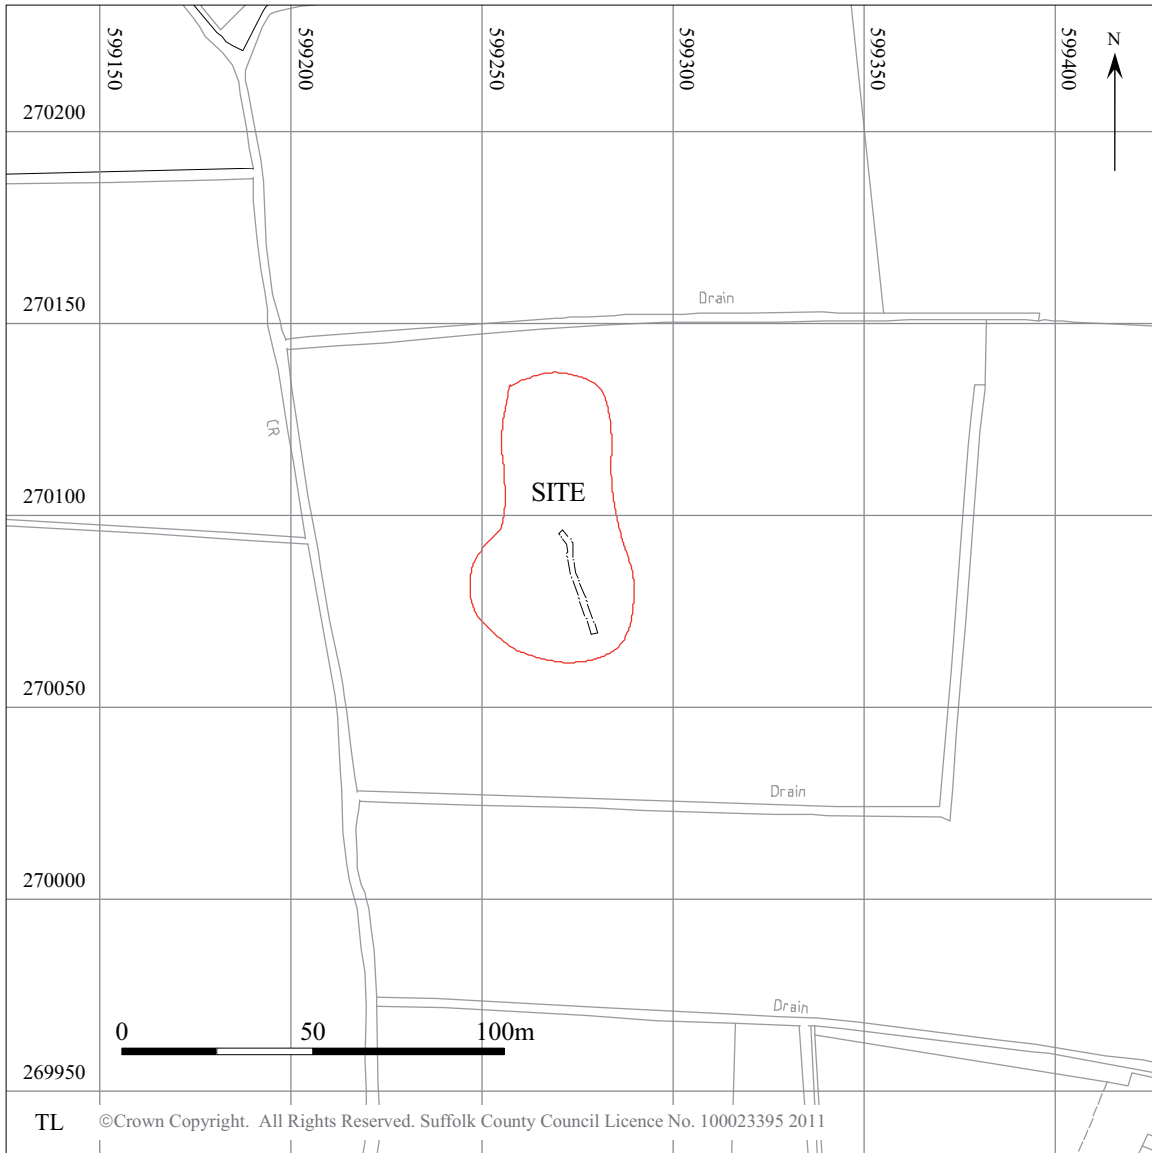 599150
599200
599250
599300
599350
599400
N
270200
270150
Drain
CR
270100
SITE
270050
Drain
270000
Drain
0 50 100m
269950
TL ©Crown Copyright. All Rights Reserved. Suffolk County Council Licence No. 100023395 2011